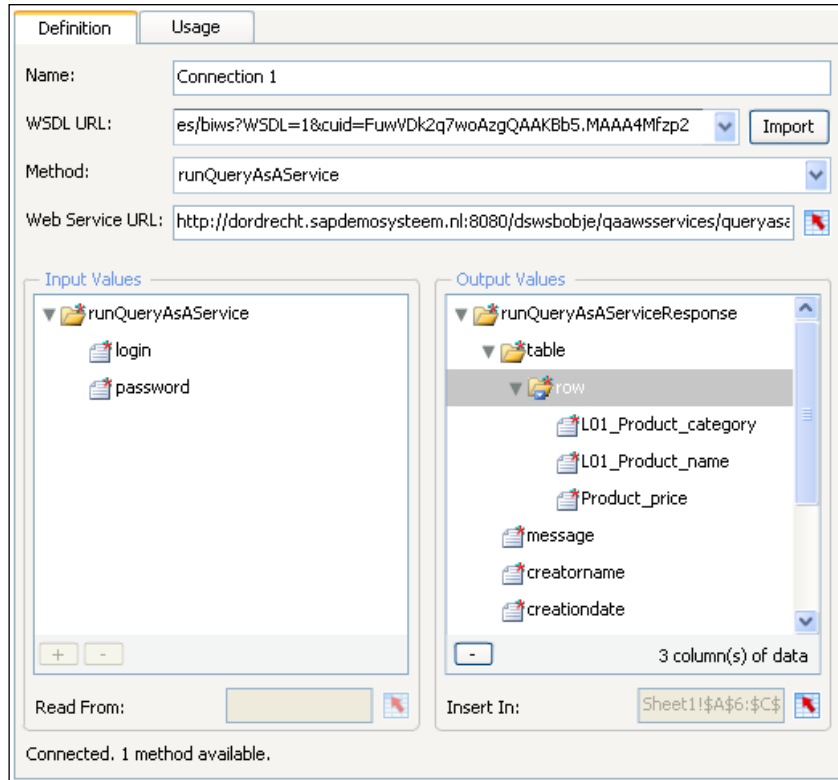 Definition Usage
Name: Connection 1
WSDL URL: es/biws?WSDL=1&cuid=FuwVDk2q7woAzgQAAKBb5.MAAA4Mfzp2 Import
Method: runQueryAsAService
Web Service URL: http://dordrecht.sapdemosysteem.nl:8080/dswsbobje/qaawsservices/queryasa
Input Values
runQueryAsAService
login
password
+ -
Read From:
Output Values
runQueryAsAServiceResponse
table
row
L01_Product_category
L01_Product_name
Product_price
message
creatorname
creationdate
- 3 column(s) of data
Insert In: Sheet1!$A$6:$C$
Connected. 1 method available.